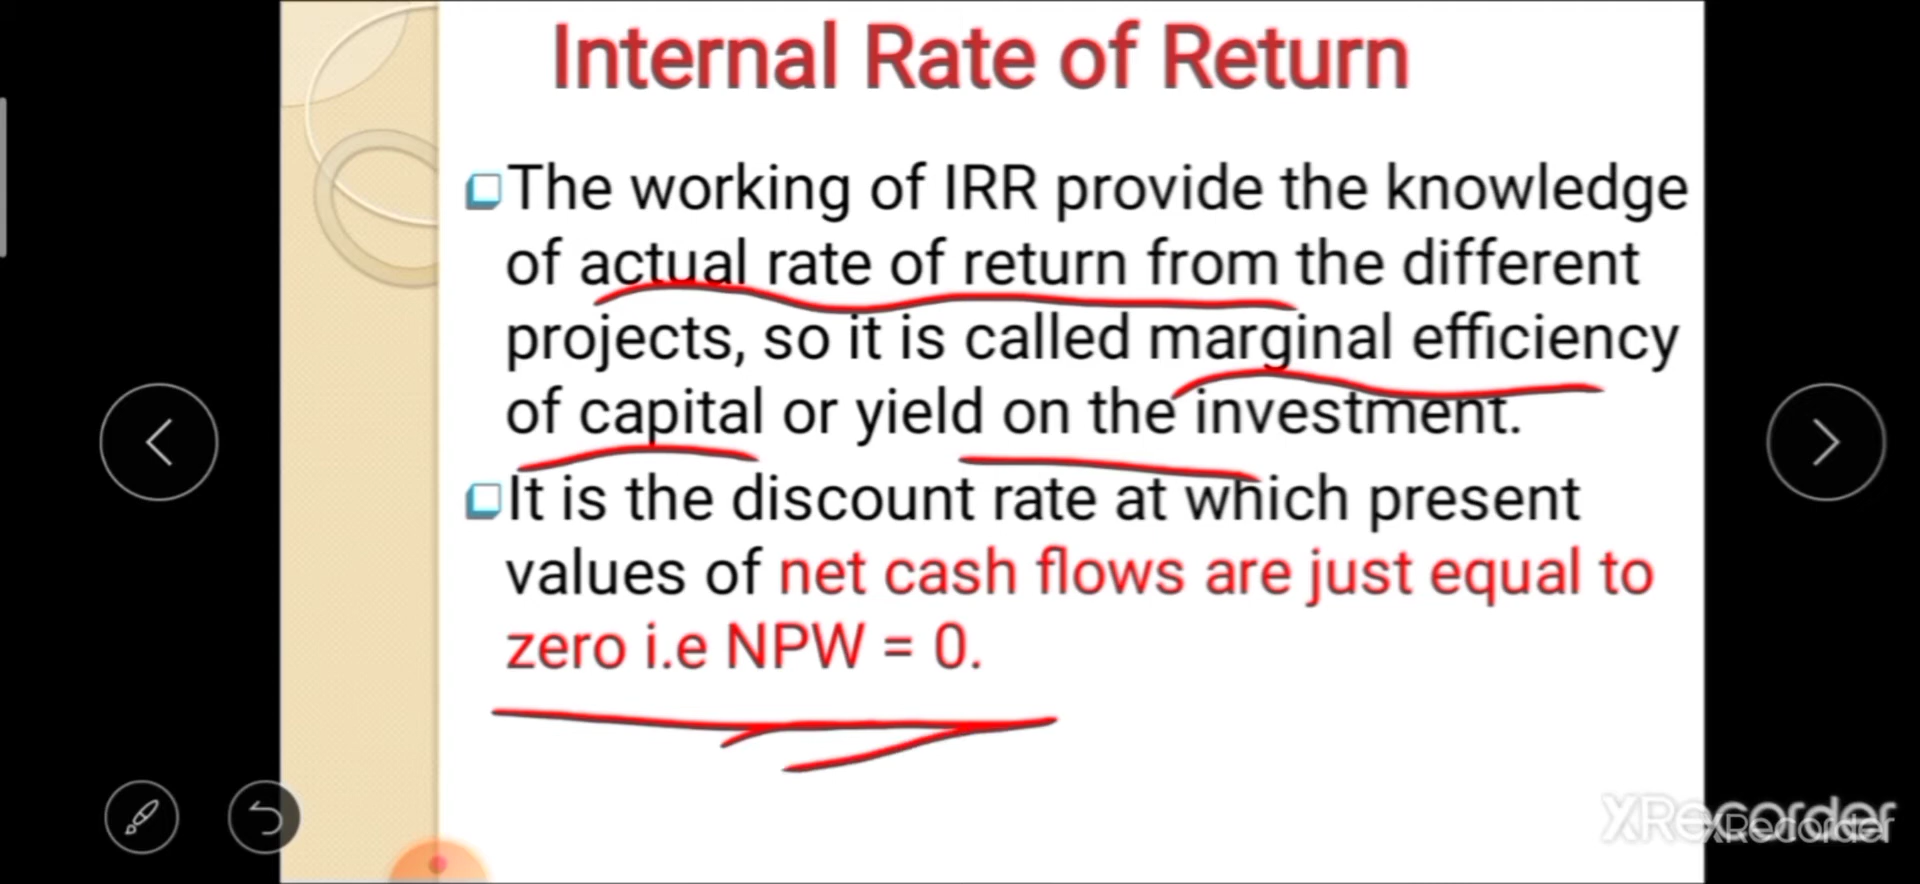 Internal Rate of Return
The working of IRR provide the knowledge
of actual rate of return from the different
projects, so it is called marginal efficiency
of capital or yield on the investment.
It is the discount rate at which present
values of net cash flows are just equal to
zero i.e NPW = 0.
XRecorder
XRecorder